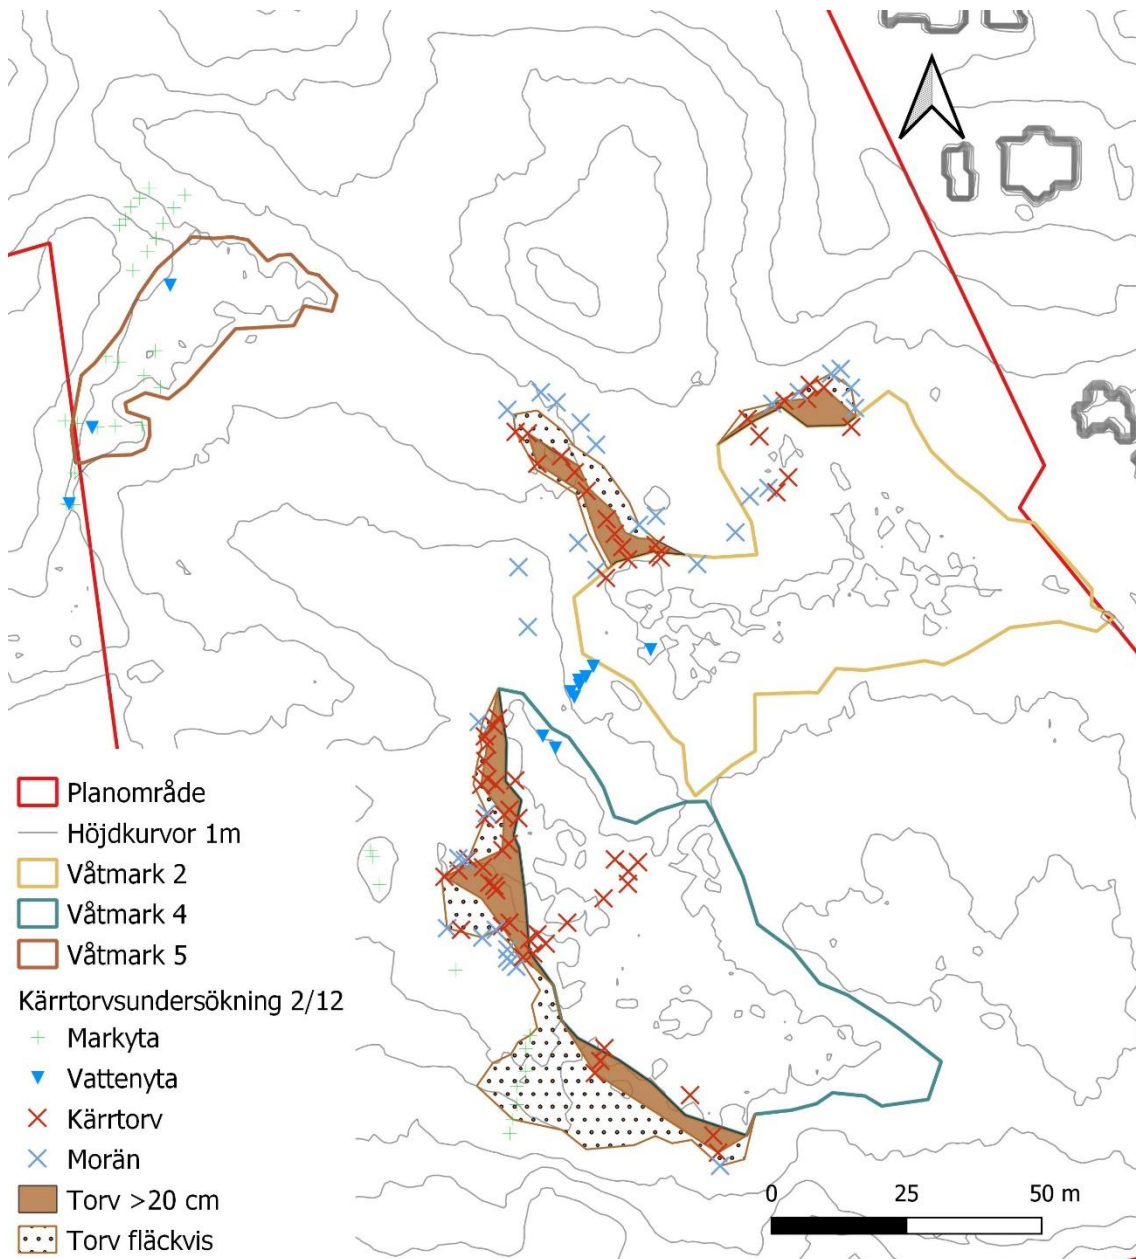 Planområde
Höjdkurvor 1m
Våtmark 2
Våtmark 4
Våtmark 5
Kärrtorvsundersökning 2/12
Markyta
Vattenyta
Kärrtorv
Morän
Torv >20 cm
Torv fläckvis
0 25 50 m